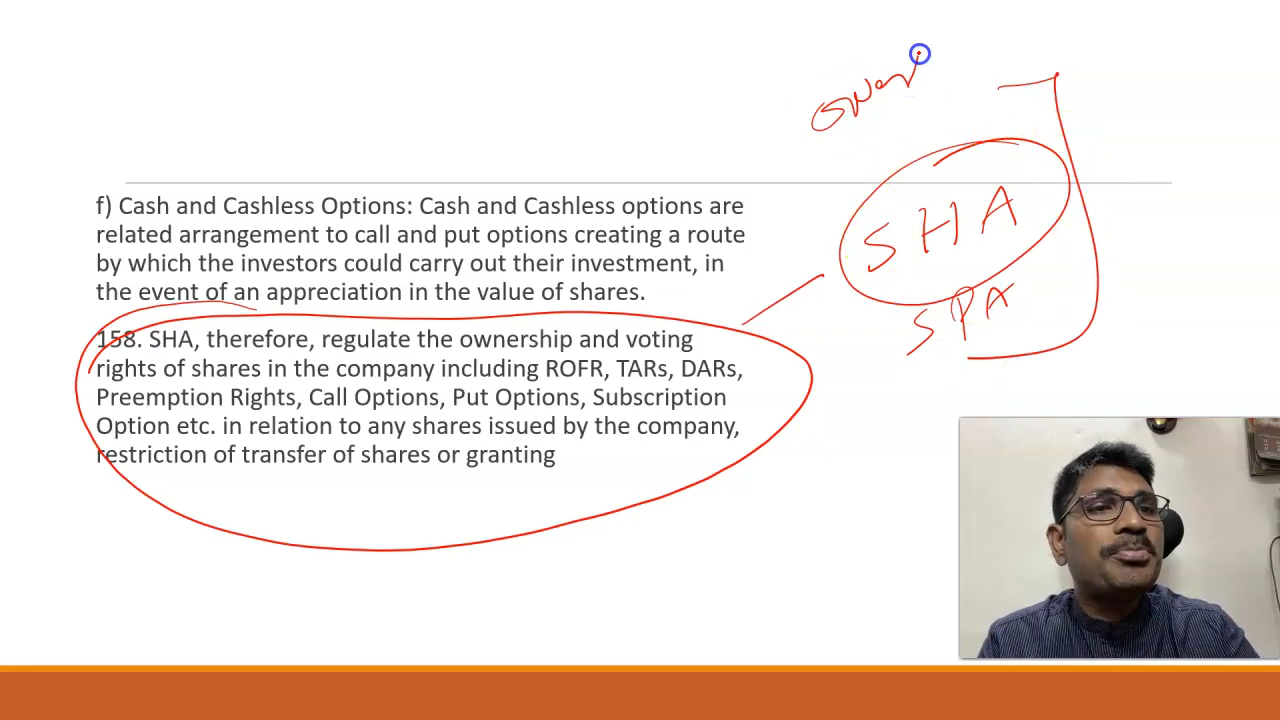 f) Cash and Cashless Options: Cash and Cashless options are
related arrangement to call and put options creating a route
by which the investors could carry out their investment, in
the event of an appreciation in the value of shares.
158. SHA, therefore, regulate the ownership and voting
rights of shares in the company including ROFR, TARs, DARs,
Preemption Rights, Call Options, Put Options, Subscription
Option etc. in relation to any shares issued by the company,
restriction of transfer of shares or granting
SHA
SPA